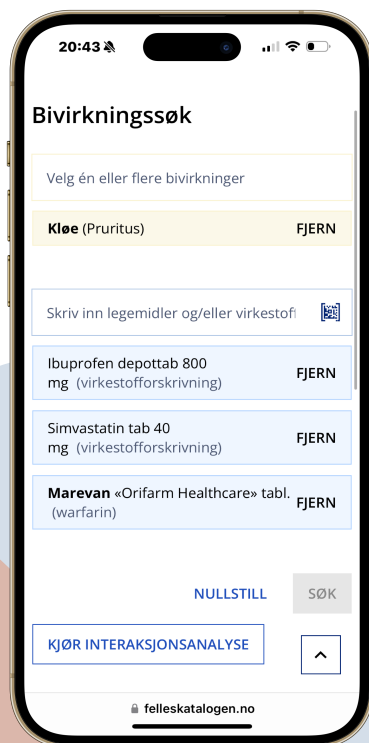 20:43
Bivirkningssøk
Velg én eller flere bivirkninger
Kløe (Pruritus) FJERN
Skriv inn legemidler og/eller virkestoff
Ibuprofen depottab 800
mg (virkestofforskrivning) FJERN
Simvastatin tab 40
mg (virkestofforskrivning) FJERN
Marevan «Orifarm Healthcare» tabl.
(warfarin) FJERN
NULLSTILL SØK
KJØR INTERAKSJONSANALYSE
felleskatalogen.no